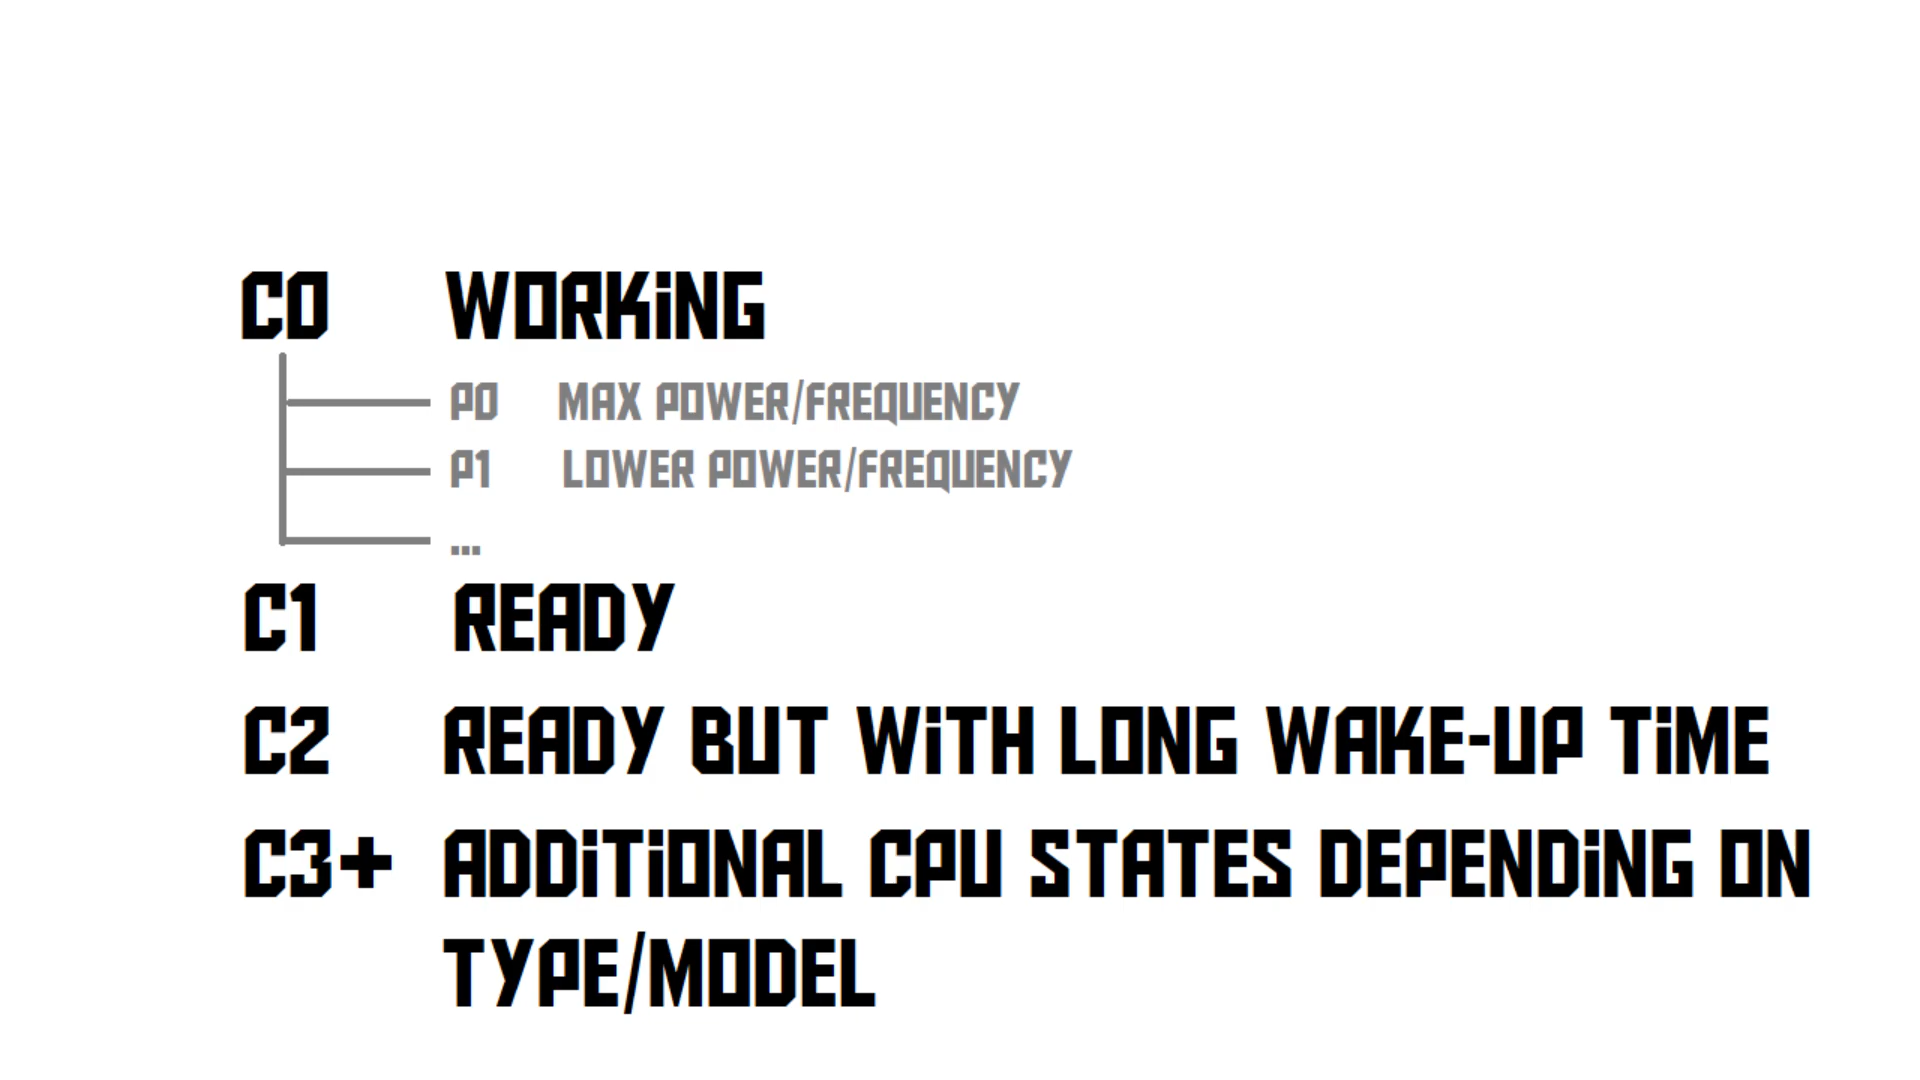 C0 WORKiNG
P0 MAX POWER/FREQUENCY
P1 LOWER POWER/FREQUENCY
...
C1 READY
C2 READY BUT WiTH LONG WAKE-UP TiME
C3+ ADDiTiONAL CPU STATES DEPENDiNG ON
TYPE/MODEL